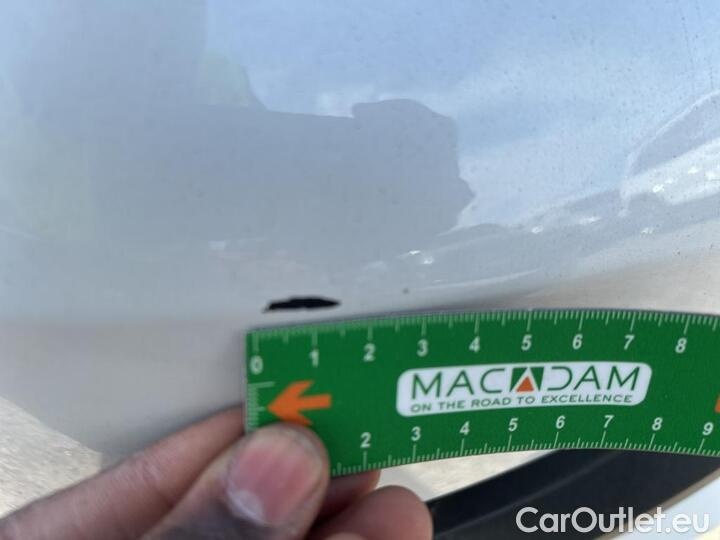 0 1 2 3 4 5 6 7 8
MACADAM
ON THE ROAD TO EXCELLENCE
2 3 4 5 6 7 8 9
CarOutlet.eu